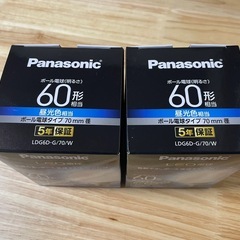 Panasonic
ボール電球(明るさ)
60形
相当
昼光色相当
ボール電球タイプ 70mm径
5年保証
LDG6D-G/70/W
Panasonic
ボール電球(明るさ)
60形
相当
昼光色相当
ボール電球タイプ 70mm径
5年保証
LDG6D-G/70/W